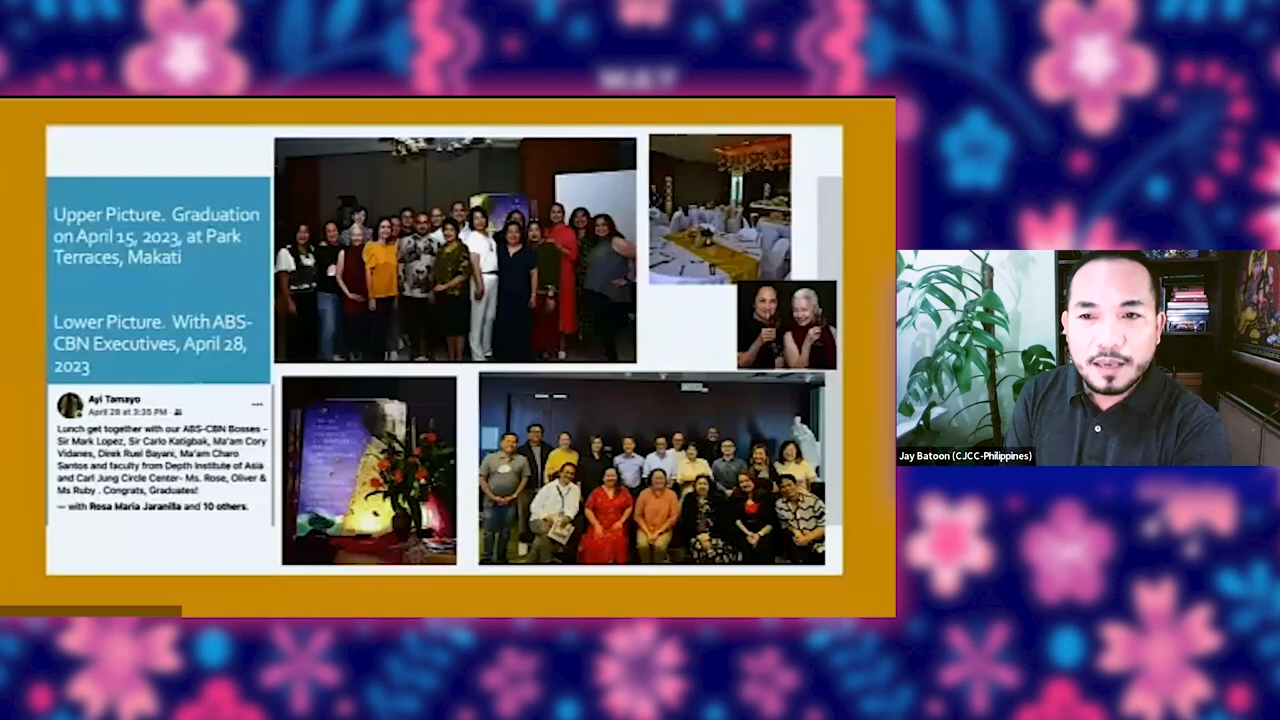 MAY
Upper Picture. Graduation
on April 15, 2023, at Park
Terraces, Makati
Lower Picture. With ABS-
CBN Executives, April 28,
2023
Ayi Tamayo
April 28 at 3:35 PM ·
Lunch get together with our ABS-CBN Bosses -
Sir Mark Lopez, Sir Carlo Katigbak, Ma'am Cory
Vidanes, Direk Ruel Bayani, Ma'am Charo
Santos and faculty from Depth Institute of Asia
and Carl Jung Circle Center- Ms. Rose, Oliver &
Ms Ruby . Congrats, Graduates!
— with Rosa Maria Jaranilla and 10 others.
Jay Batoon (CJCC-Philippines)